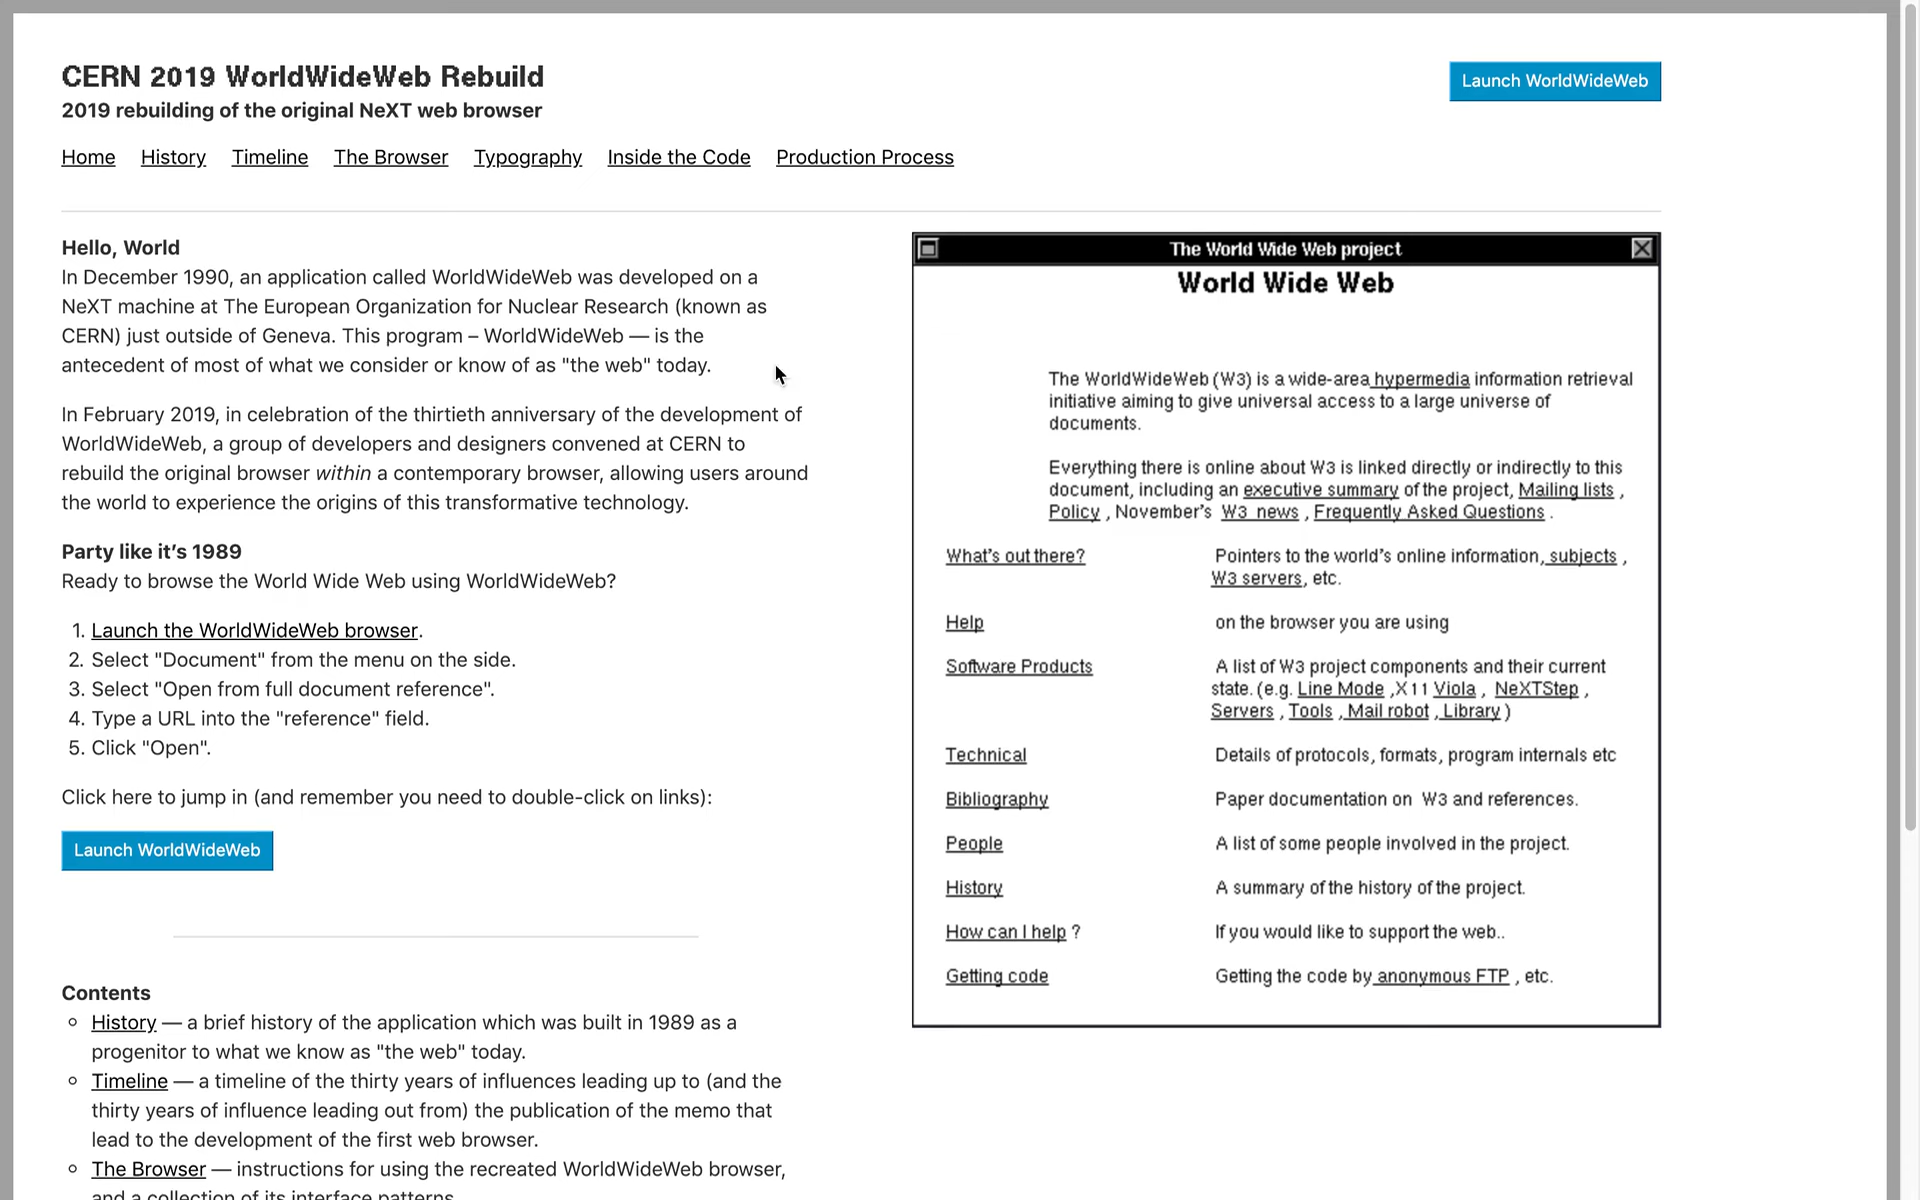 CERN 2019 WorldWideWeb Rebuild
2019 rebuilding of the original NeXT web browser
Launch WorldWideWeb
Home History Timeline The Browser Typography Inside the Code Production Process
Hello, World
In December 1990, an application called WorldWideWeb was developed on a
NeXT machine at The European Organization for Nuclear Research (known as
CERN) just outside of Geneva. This program – WorldWideWeb — is the
antecedent of most of what we consider or know of as "the web" today.
In February 2019, in celebration of the thirtieth anniversary of the development of
WorldWideWeb, a group of developers and designers convened at CERN to
rebuild the original browser within a contemporary browser, allowing users around
the world to experience the origins of this transformative technology.
Party like it’s 1989
Ready to browse the World Wide Web using WorldWideWeb?
1. Launch the WorldWideWeb browser.
2. Select "Document" from the menu on the side.
3. Select "Open from full document reference".
4. Type a URL into the "reference" field.
5. Click "Open".
Click here to jump in (and remember you need to double-click on links):
Launch WorldWideWeb
Contents
History — a brief history of the application which was built in 1989 as a
progenitor to what we know as "the web" today.
Timeline — a timeline of the thirty years of influences leading up to (and the
thirty years of influence leading out from) the publication of the memo that
lead to the development of the first web browser.
The Browser — instructions for using the recreated WorldWideWeb browser,
and a collection of its interface patterns.
The World Wide Web project
World Wide Web
The WorldWideWeb (W3) is a wide-area hypermedia information retrieval
initiative aiming to give universal access to a large universe of
documents.
Everything there is online about W3 is linked directly or indirectly to this
document, including an executive summary of the project, Mailing lists ,
Policy , November's W3 news , Frequently Asked Questions .
What's out there? Pointers to the world's online information, subjects ,
W3 servers, etc.
Help on the browser you are using
Software Products A list of W3 project components and their current
state. (e.g. Line Mode ,X11 Viola , NeXTStep ,
Servers , Tools , Mail robot , Library )
Technical Details of protocols, formats, program internals etc
Bibliography Paper documentation on W3 and references.
People A list of some people involved in the project.
History A summary of the history of the project.
How can I help ? If you would like to support the web..
Getting code Getting the code by anonymous FTP , etc.